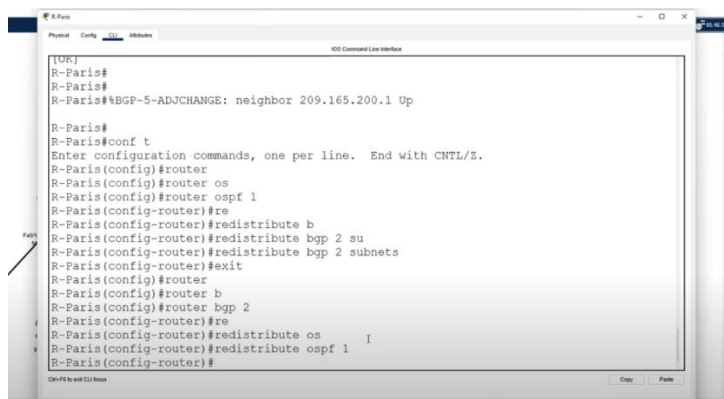 R-Paris
Physical Config CLI Attributes
IOS Command Line Interface
[OK]
R-Paris#
R-Paris#
R-Paris#%BGP-5-ADJCHANGE: neighbor 209.165.200.1 Up
R-Paris#
R-Paris#conf t
Enter configuration commands, one per line. End with CNTL/Z.
R-Paris(config)#router
R-Paris(config)#router os
R-Paris(config)#router ospf 1
R-Paris(config-router)#re
R-Paris(config-router)#redistribute b
R-Paris(config-router)#redistribute bgp 2 su
R-Paris(config-router)#redistribute bgp 2 subnets
R-Paris(config-router)#exit
R-Paris(config)#router
R-Paris(config)#router b
R-Paris(config)#router bgp 2
R-Paris(config-router)#re
R-Paris(config-router)#redistribute os
R-Paris(config-router)#redistribute ospf 1
R-Paris(config-router)#
Ctrl+F6 to exit CLI focus
Copy Paste